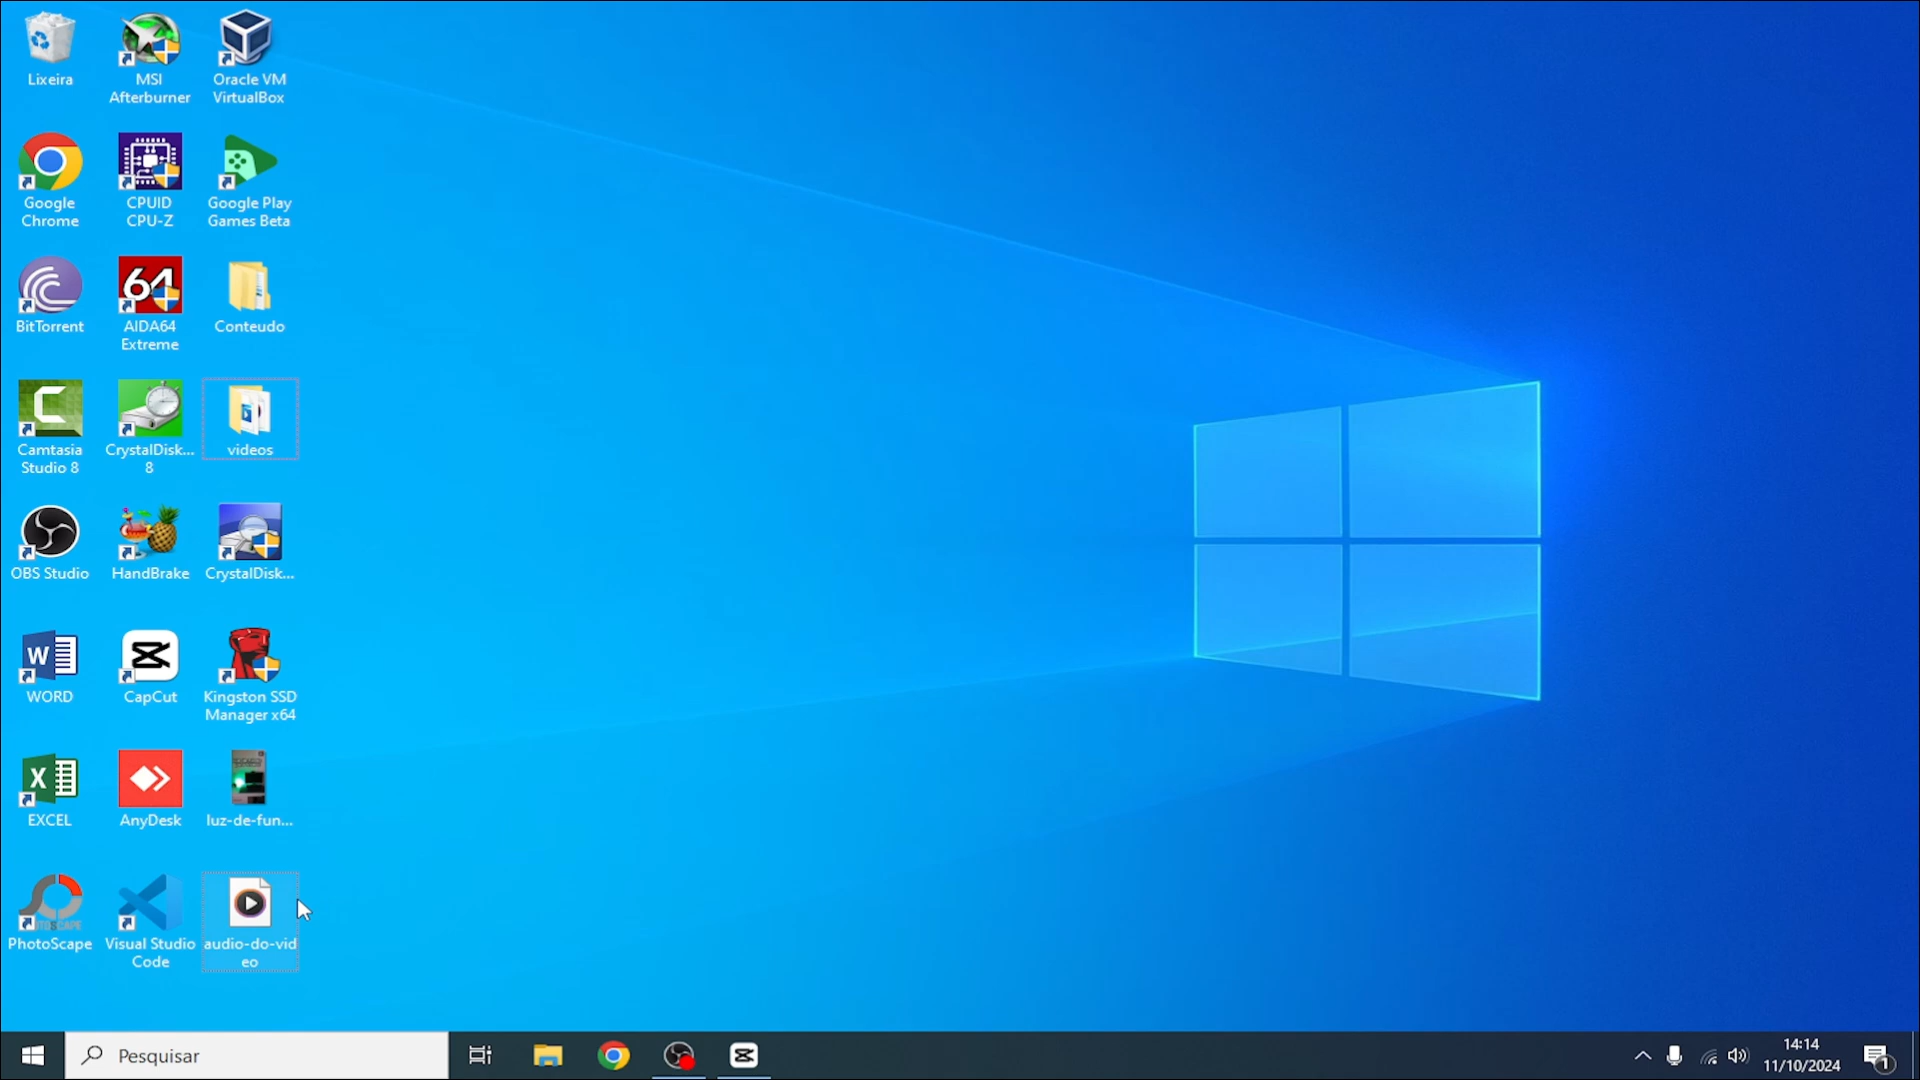 Lixeira
MSI
Afterburner
Oracle VM
VirtualBox
Google
Chrome
CPUID
CPU-Z
Google Play
Games Beta
BitTorrent
64
AIDA64
Extreme
Conteudo
Camtasia
Studio 8
CrystalDisk...
8
videos
OBS Studio
HandBrake
CrystalDisk...
W
WORD
CapCut
Kingston SSD
Manager x64
X
EXCEL
AnyDesk
luz-de-fun...
PhotoScape
Visual Studio
Code
audio-do-vid
eo
Pesquisar
14:14
11/10/2024
1